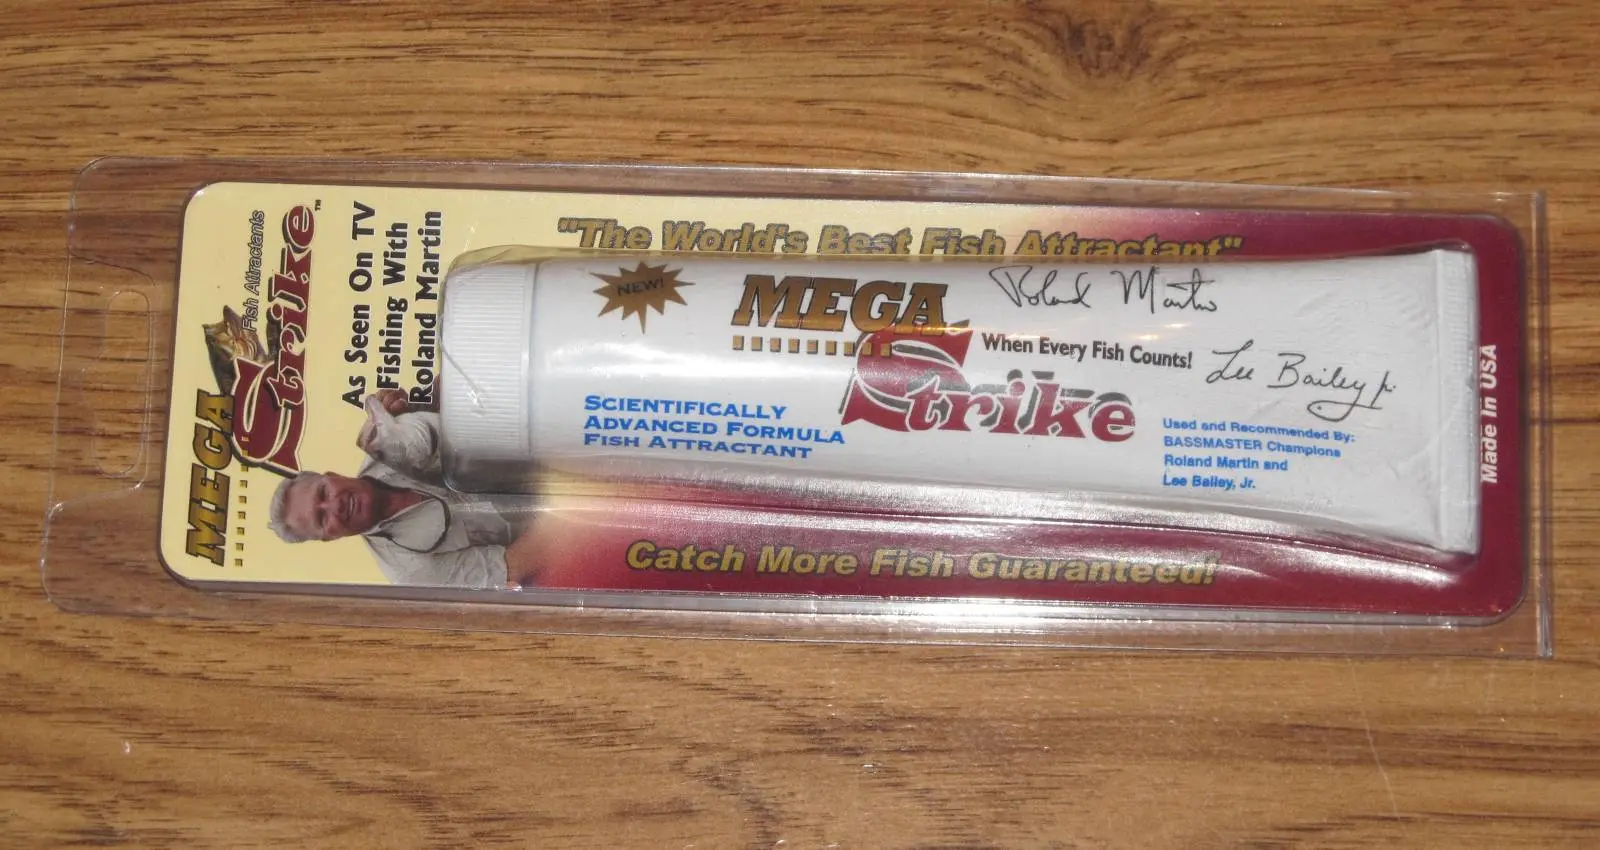 MEGA
Strike™
Fish Attractants
As Seen On TV
Fishing With
Roland Martin
"The World's Best Fish Attractant"
NEW!
MEGA
Strike
Roland Martin
When Every Fish Counts!
Lee Bailey Jr.
SCIENTIFICALLY
ADVANCED FORMULA
FISH ATTRACTANT
Used and Recommended By:
BASSMASTER Champions
Roland Martin and
Lee Bailey, Jr.
Catch More Fish Guaranteed!
Made In USA